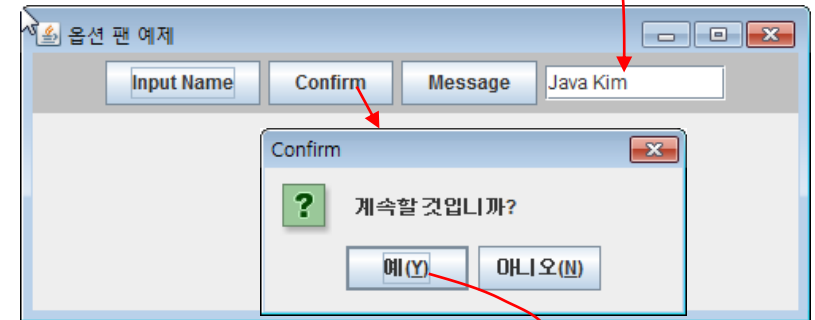 옵션 팬 예제
Input Name Confirm Message Java Kim
Confirm
? 계속할 것입니까?
예(Y) 아니오(N)